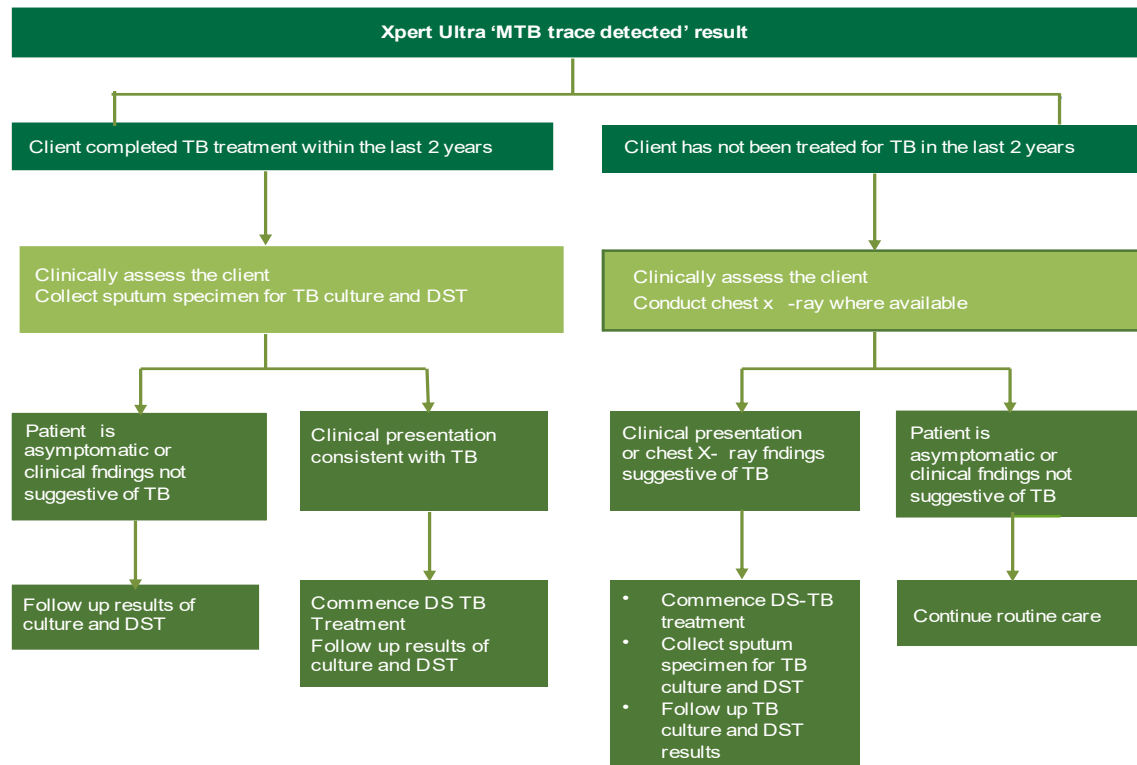 Xpert Ultra ‘MTB trace detected’ result
Client completed TB treatment within the last 2 years
Client has not been treated for TB in the last 2 years
Clinically assess the client
Collect sputum specimen for TB culture and DST
Clinically assess the client
Conduct chest x -ray where available
Patient is
asymptomatic or
clinical fndings not
suggestive of TB
Clinical presentation
consistent with TB
Clinical presentation
or chest X- ray fndings
suggestive of TB
Patient is
asymptomatic or
clinical fndings not
suggestive of TB
Follow up results of
culture and DST
Commence DS TB
Treatment
Follow up results of
culture and DST
• Commence DS-TB
treatment
• Collect sputum
specimen for TB
culture and DST
• Follow up TB
culture and DST
results
Continue routine care